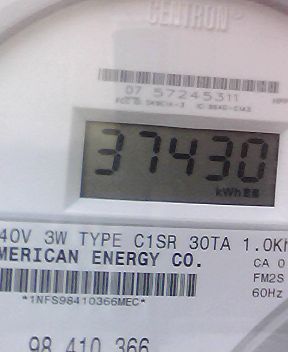 CENTRON®
07 57245311
37430
kWh
40V 3W TYPE C1SR 30TA 1.0Kh
MERICAN ENERGY CO.
CA 0
FM2S
60Hz
*1NFS98410366MEC*
98 410 366